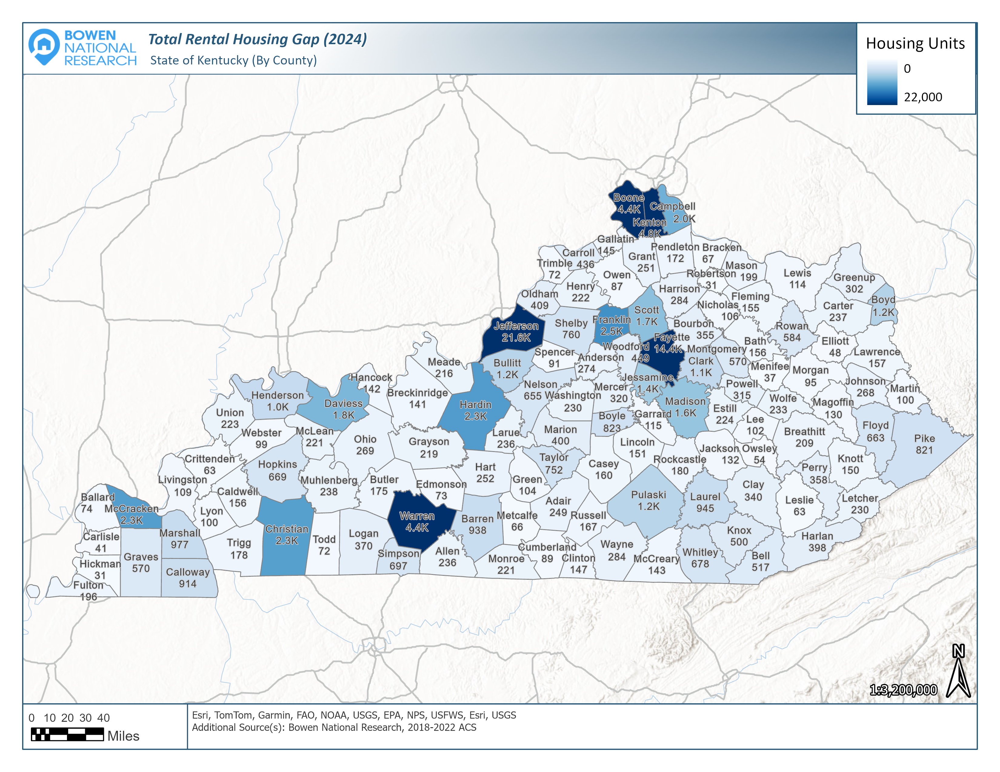 BOWEN
NATIONAL
RESEARCH
Total Rental Housing Gap (2024)
State of Kentucky (By County)
Housing Units
0
22,000
Boone
4.4K
Campbell
2.0K
Kenton
4.8K
Gallatin
145
Carroll
436
Trimble
72
Grant
251
Pendleton
172
Bracken
67
Mason
199
Robertson
31
Lewis
114
Greenup
302
Owen
87
Henry
222
Oldham
409
Harrison
284
Fleming
155
Nicholas
106
Carter
237
Boyd
1.2K
Scott
1.7K
Franklin
2.5K
Shelby
760
Jefferson
21.6K
Bourbon
355
Fayette
14.4K
Woodford
449
Rowan
584
Bath
156
Elliott
48
Lawrence
157
Montgomery
570
Clark
1.1K
Menifee
37
Morgan
95
Spencer
91
Anderson
274
Bullitt
1.2K
Meade
216
Hancock
142
Breckinridge
141
Hardin
2.3K
Nelson
655
Washington
230
Mercer
320
Jessamine
1.4K
Madison
1.6K
Powell
315
Estill
224
Wolfe
233
Magoffin
130
Johnson
268
Martin
100
Henderson
1.0K
Daviess
1.8K
Union
223
Webster
99
McLean
221
Ohio
269
Grayson
219
Larue
236
Marion
400
Boyle
823
Garrard
115
Lee
102
Breathitt
209
Floyd
663
Pike
821
Lincoln
151
Rockcastle
180
Jackson
132
Owsley
54
Knott
150
Perry
358
Crittenden
63
Hopkins
669
Muhlenberg
238
Butler
175
Edmonson
73
Hart
252
Green
104
Taylor
752
Casey
160
Livingston
109
Caldwell
156
Lyon
100
Ballard
74
McCracken
2.3K
Marshall
977
Christian
2.3K
Warren
4.4K
Barren
938
Metcalfe
66
Adair
249
Russell
167
Pulaski
1.2K
Laurel
945
Clay
340
Leslie
63
Letcher
230
Carlisle
41
Hickman
31
Fulton
196
Graves
570
Calloway
914
Trigg
178
Todd
72
Logan
370
Simpson
697
Allen
236
Monroe
221
Cumberland
89
Clinton
147
Wayne
284
McCreary
143
Whitley
678
Knox
500
Bell
517
Harlan
398
N
1:3,200,000
0 10 20 30 40
Miles
Esri, TomTom, Garmin, FAO, NOAA, USGS, EPA, NPS, USFWS, Esri, USGS
Additional Source(s): Bowen National Research, 2018-2022 ACS